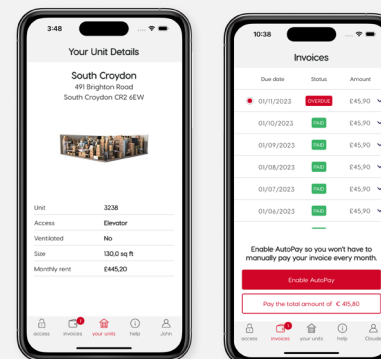 3:48
Your Unit Details
South Croydon
491 Brighton Road
South Croydon CR2 6EW
Unit 3238
Access Elevator
Ventilated No
Size 130,0 sq ft
Monthly rent £445,20
access invoices your units help John
10:38
Invoices
Due date Status Amount
01/11/2023 OVERDUE £45,90
01/10/2023 PAID £45,90
01/09/2023 PAID £45,90
01/08/2023 PAID £45,90
01/07/2023 PAID £45,90
01/06/2023 PAID £45,90
Enable AutoPay so you won't have to
manually pay your invoice every month.
Enable AutoPay
Pay the total amount of € 415,80
access invoices your units help